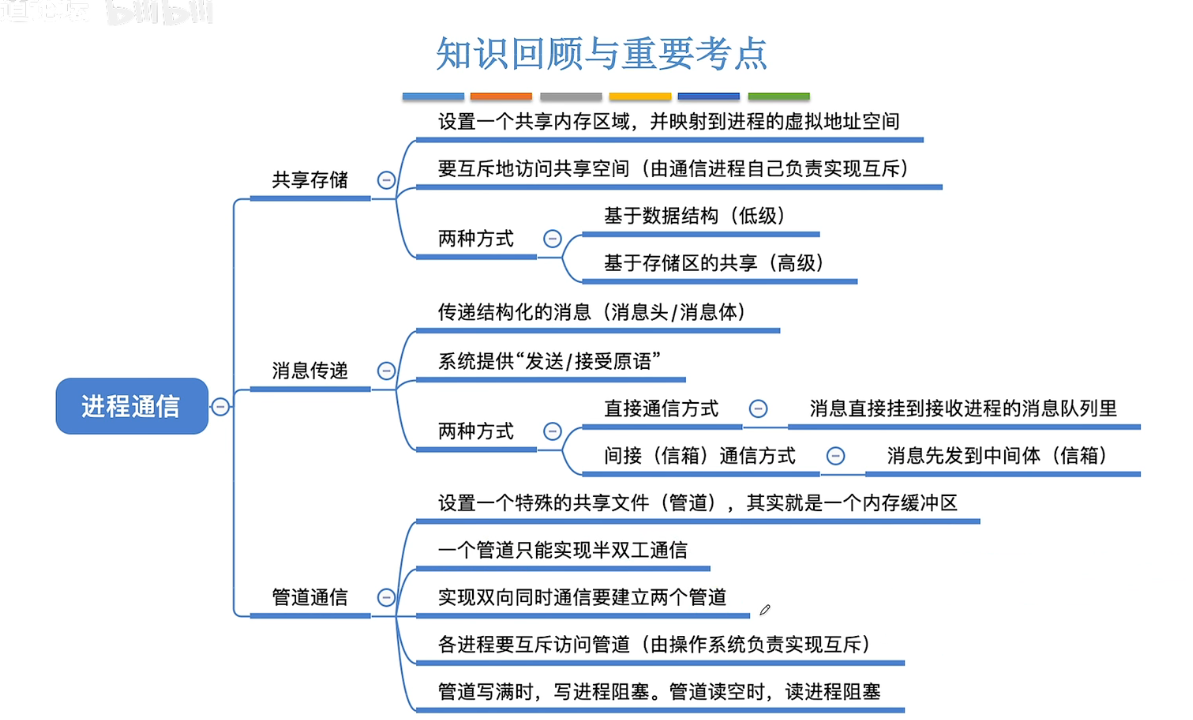 bilibili
知识回顾与重要考点
设置一个共享内存区域，并映射到进程的虚拟地址空间
共享存储
要互斥地访问共享空间（由通信进程自己负责实现互斥）
两种方式
基于数据结构（低级）
基于存储区的共享（高级）
传递结构化的消息（消息头/消息体）
消息传递
系统提供“发送/接受原语”
进程通信
两种方式
直接通信方式
消息直接挂到接收进程的消息队列里
间接（信箱）通信方式
消息先发到中间体（信箱）
设置一个特殊的共享文件（管道），其实就是一个内存缓冲区
一个管道只能实现半双工通信
管道通信
实现双向同时通信要建立两个管道
各进程要互斥访问管道（由操作系统负责实现互斥）
管道写满时，写进程阻塞。管道读空时，读进程阻塞